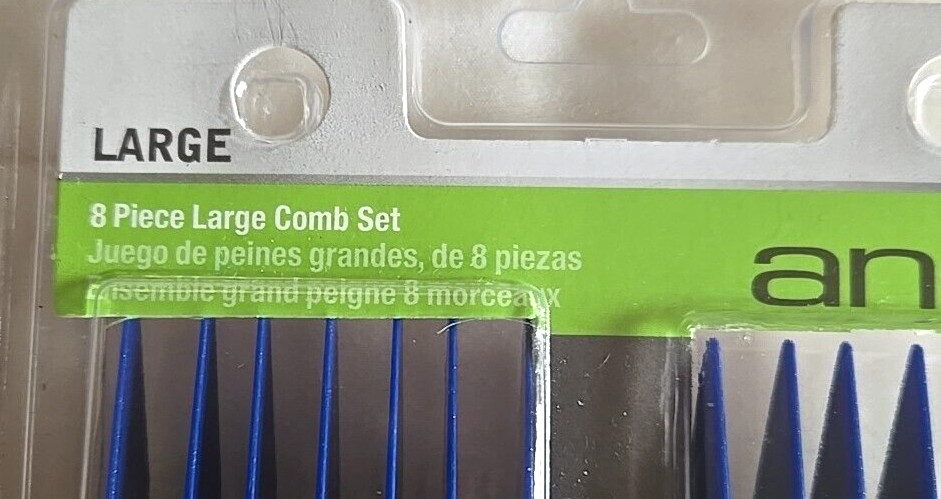 LARGE
8 Piece Large Comb Set
Juego de peines grandes, de 8 piezas
Ensemble grand peigne 8 morceaux
an